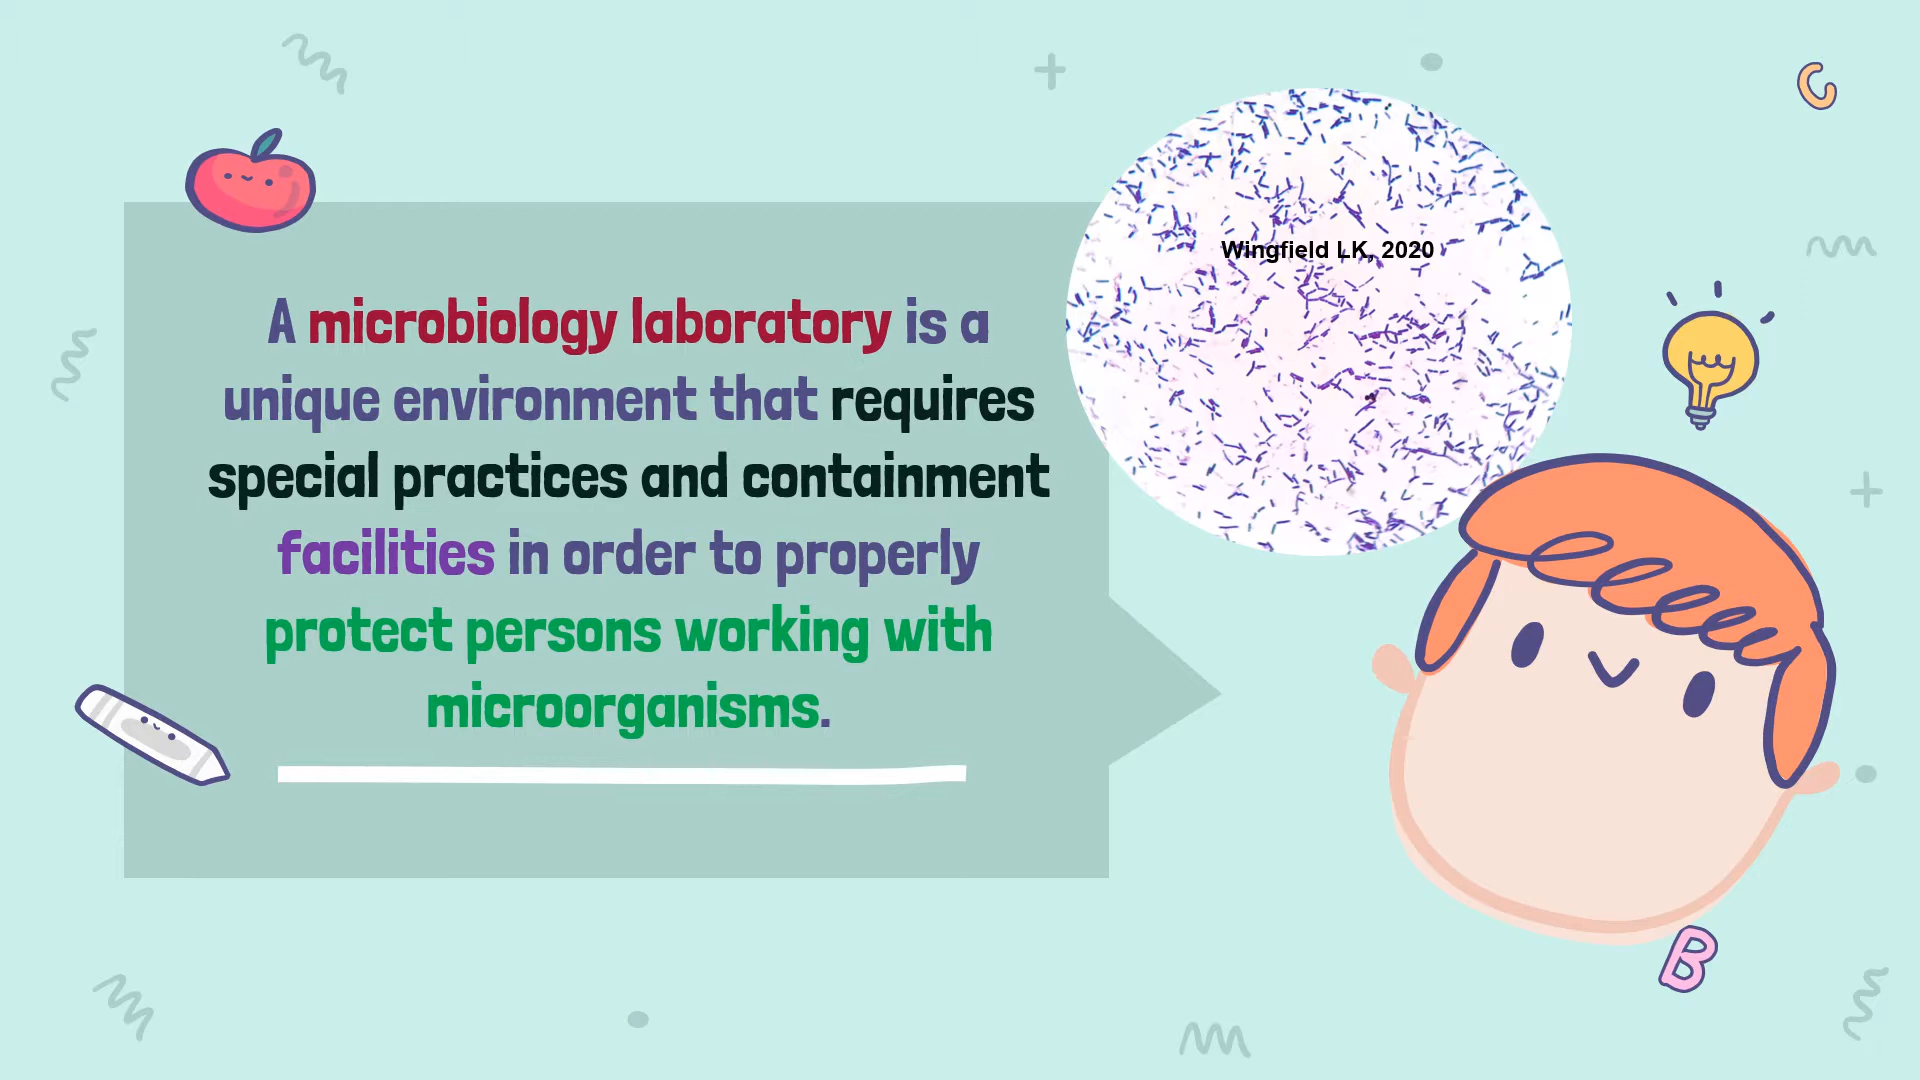 A microbiology laboratory is a
unique environment that requires
special practices and containment
facilities in order to properly
protect persons working with
microorganisms.
Wingfield LK, 2020
C
B